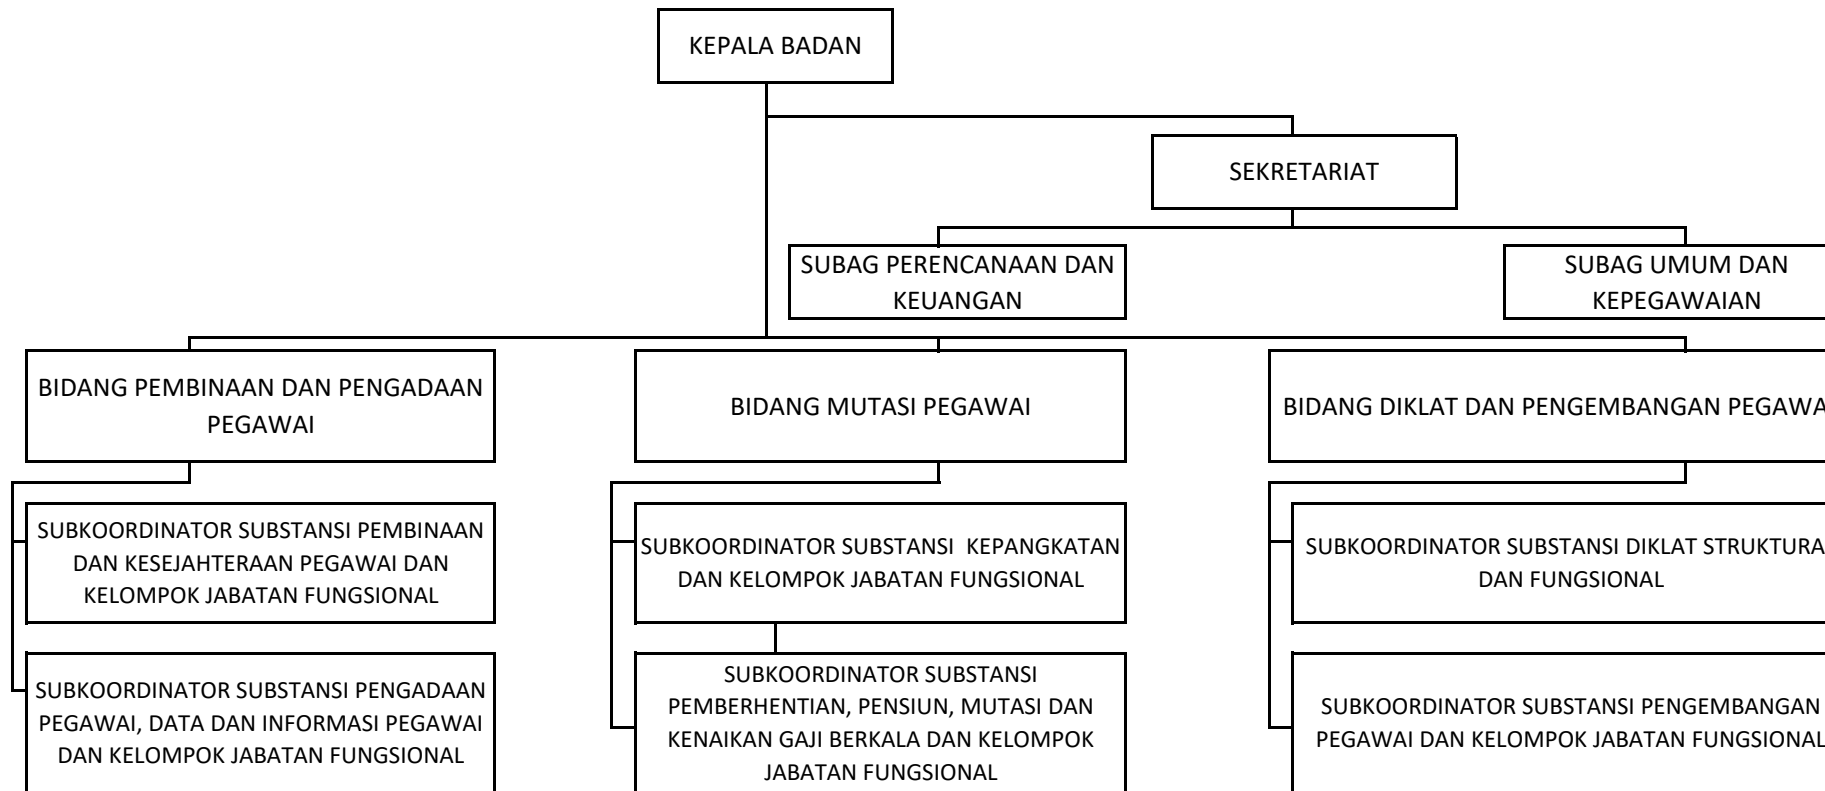 KEPALA BADAN
SEKRETARIAT
SUBAG PERENCANAAN DAN
KEUANGAN
SUBAG UMUM DAN
KEPEGAWAIAN
BIDANG PEMBINAAN DAN PENGADAAN
PEGAWAI
BIDANG MUTASI PEGAWAI
BIDANG DIKLAT DAN PENGEMBANGAN PEGAWA
SUBKOORDINATOR SUBSTANSI PEMBINAAN
DAN KESEJAHTERAAN PEGAWAI DAN
KELOMPOK JABATAN FUNGSIONAL
SUBKOORDINATOR SUBSTANSI  KEPANGKATAN
DAN KELOMPOK JABATAN FUNGSIONAL
SUBKOORDINATOR SUBSTANSI DIKLAT STRUKTURA
DAN FUNGSIONAL
SUBKOORDINATOR SUBSTANSI PENGADAAN
PEGAWAI, DATA DAN INFORMASI PEGAWAI
DAN KELOMPOK JABATAN FUNGSIONAL
SUBKOORDINATOR SUBSTANSI
PEMBERHENTIAN, PENSIUN, MUTASI DAN
KENAIKAN GAJI BERKALA DAN KELOMPOK
JABATAN FUNGSIONAL
SUBKOORDINATOR SUBSTANSI PENGEMBANGAN
PEGAWAI DAN KELOMPOK JABATAN FUNGSIONAL